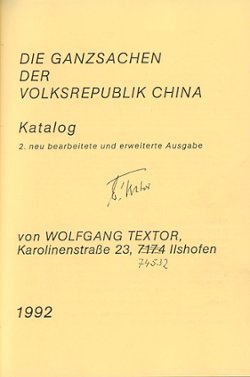 DIE GANZSACHEN
DER
VOLKSREPUBLIK CHINA
Katalog
2. neu bearbeitete und erweiterte Ausgabe
von WOLFGANG TEXTOR,
Karolinenstraße 23, 7174 Ilshofen
74532
1992